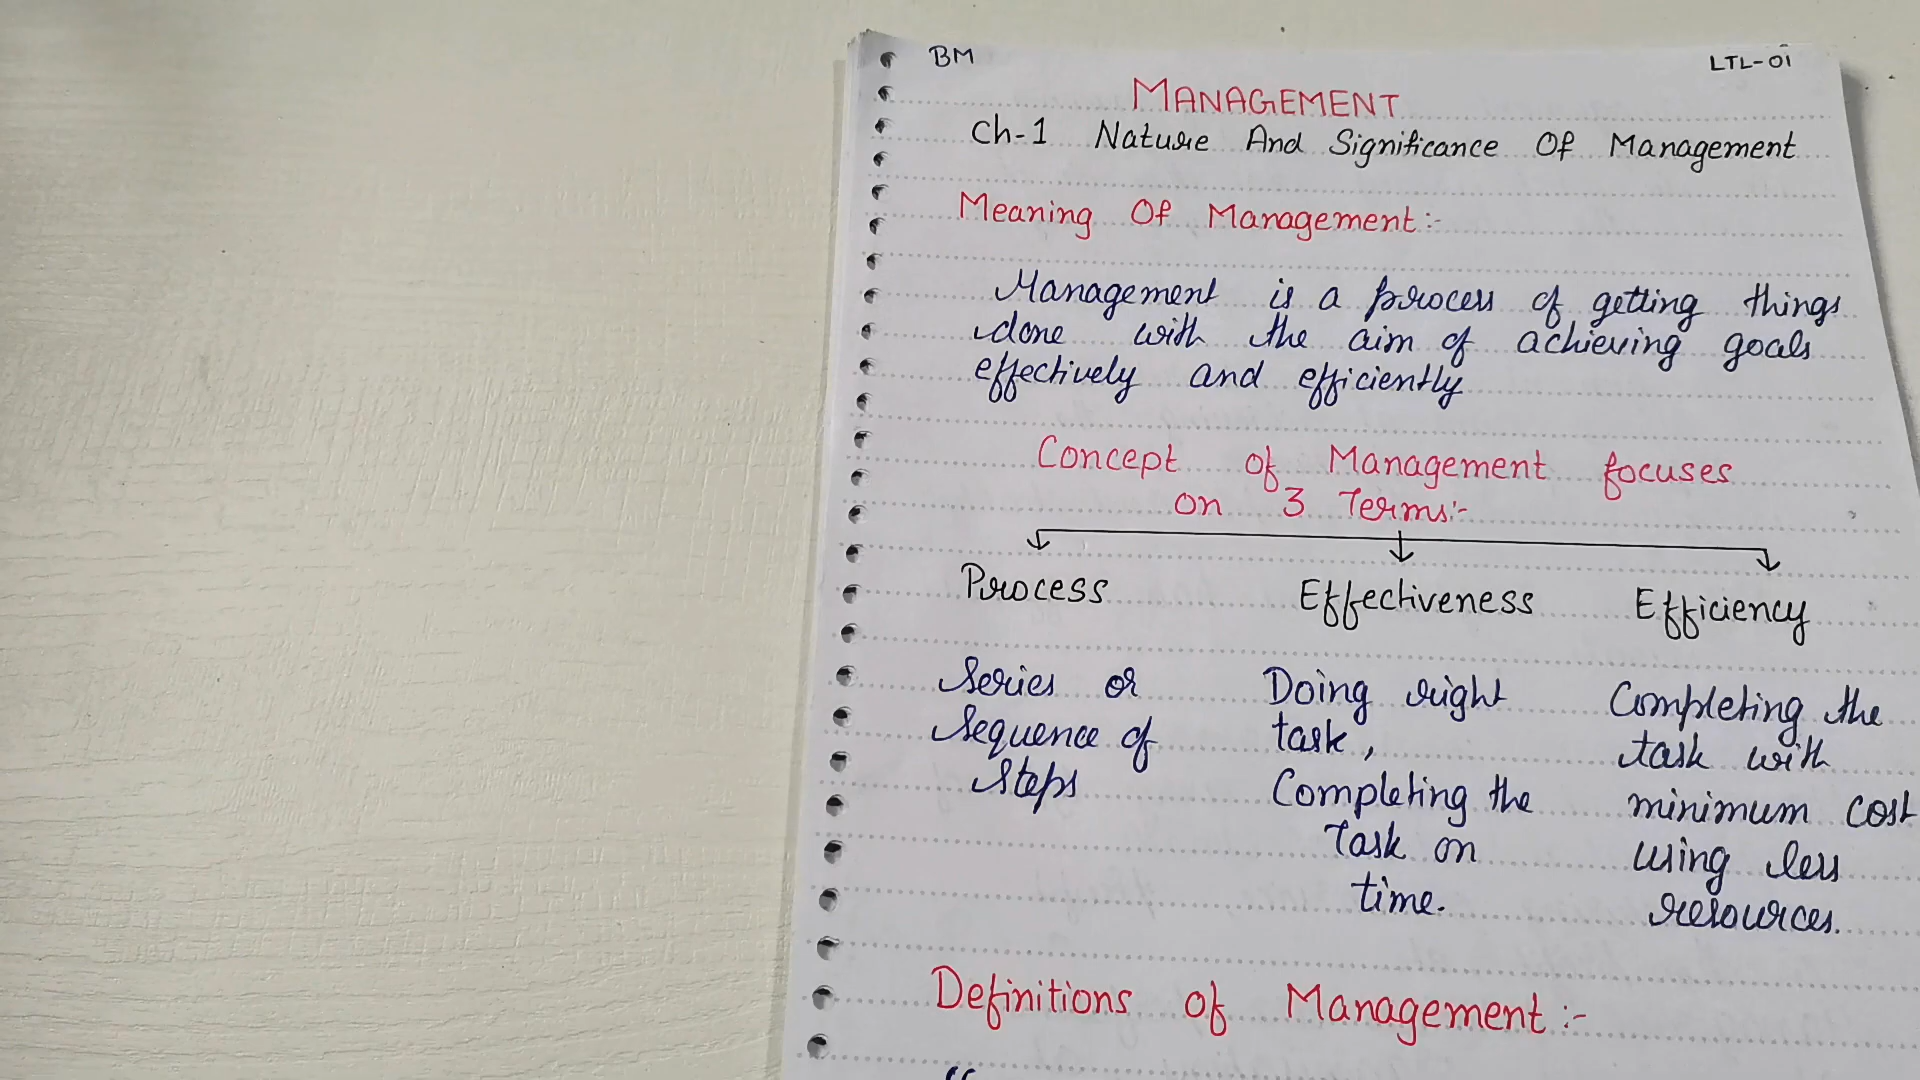 BM
LTL-01
MANAGEMENT
Ch-1 Nature And Significance Of Management
Meaning Of Management:-
Management is a process of getting things
done with the aim of achieving goals
effectively and efficiently
Concept of Management focuses
on 3 Terms:-
Process
Series or
Sequence of
Steps
Effectiveness
Doing right
task,
Completing the
Task on
time.
Efficiency
Completing the
task with
minimum cost
using less
resources.
Definitions of Management:-
"